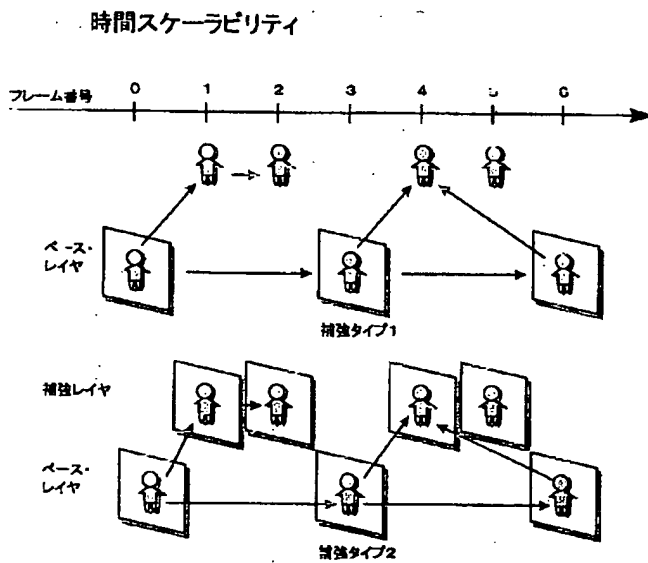 時間スケーラビリティ
フレーム番号 0 1 2 3 4 5 6
ベース・
レイヤ
補強タイプ1
補強レイヤ
ベース・
レイヤ
補強タイプ2